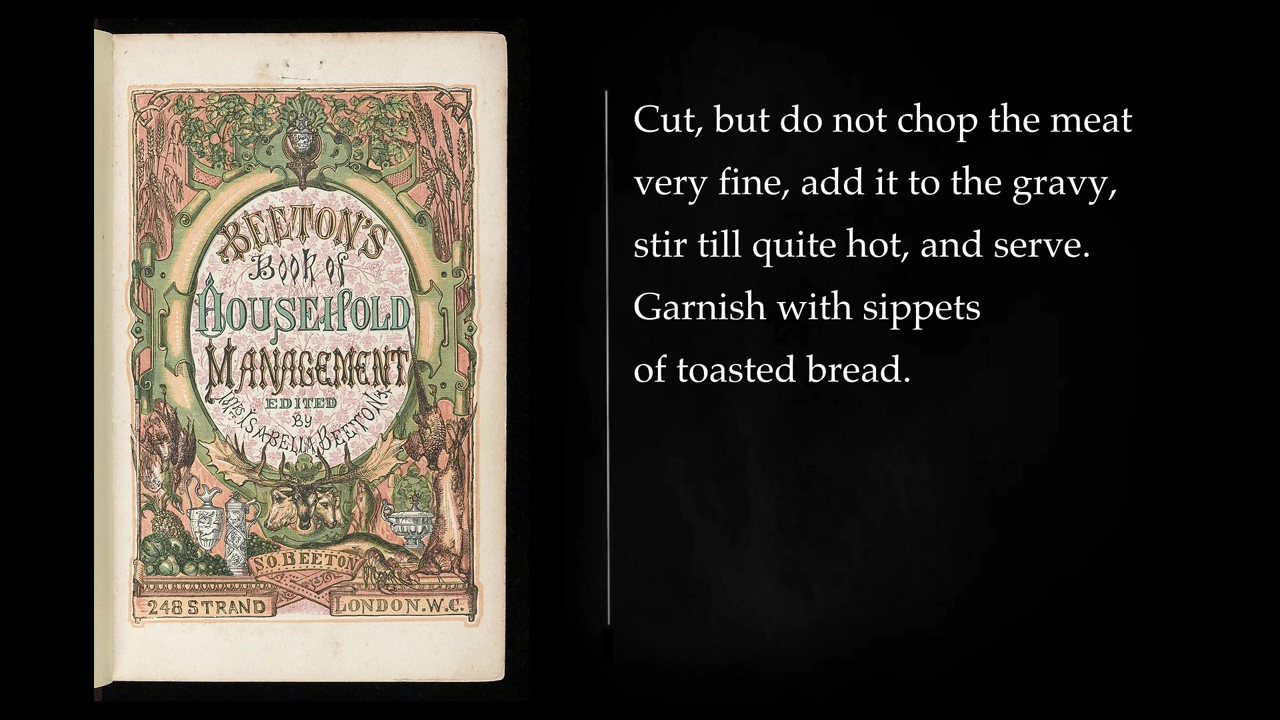 BEETON'S
Book of
HOUSEHOLD
MANAGEMENT
EDITED
BY
MRS ISABELLA BEETON
S.O. BEETON
248 STRAND
LONDON. W.C.
Cut, but do not chop the meat
very fine, add it to the gravy,
stir till quite hot, and serve.
Garnish with sippets
of toasted bread.